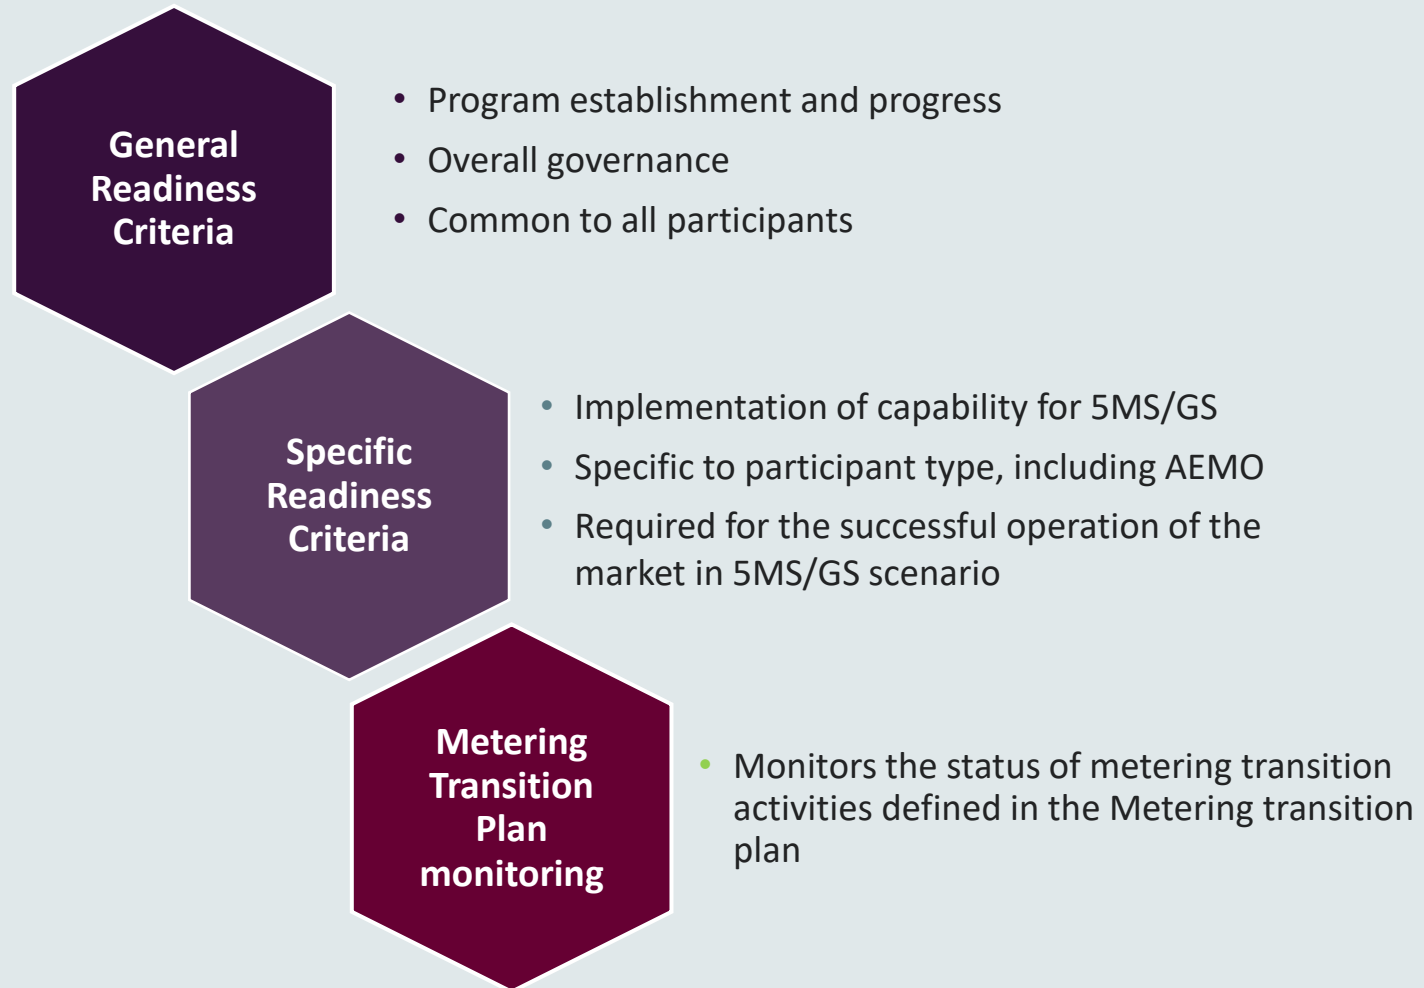 General
Readiness
Criteria
• Program establishment and progress
• Overall governance
• Common to all participants
Specific
Readiness
Criteria
• Implementation of capability for 5MS/GS
• Specific to participant type, including AEMO
• Required for the successful operation of the
market in 5MS/GS scenario
Metering
Transition
Plan
monitoring
• Monitors the status of metering transition
activities defined in the Metering transition
plan